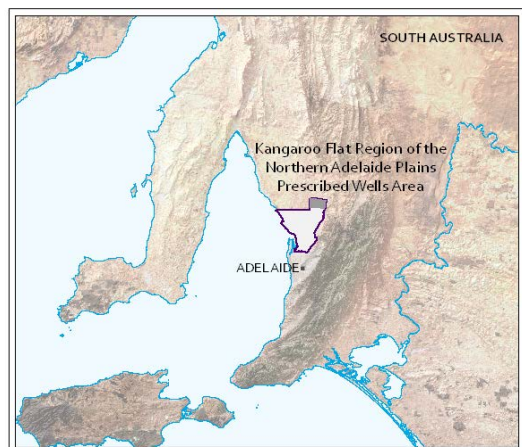 SOUTH AUSTRALIA
Kangaroo Flat Region of the
Northern Adelaide Plains
Prescribed Wells Area
ADELAIDE